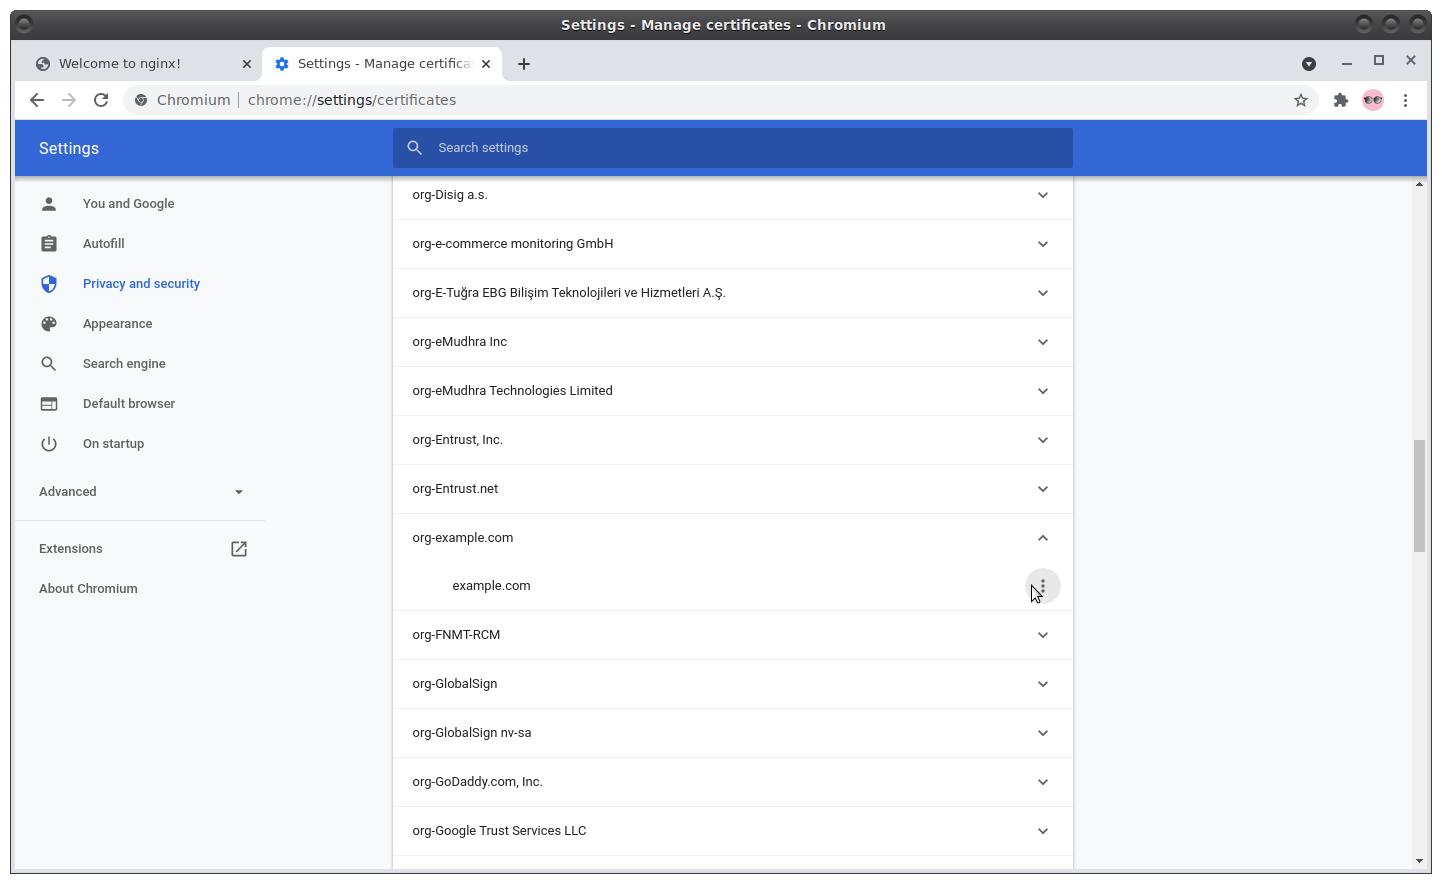 Settings - Manage certificates - Chromium
Welcome to nginx!
Settings - Manage certifica
Chromium
chrome://settings/certificates
Settings
Search settings
You and Google
Autofill
Privacy and security
Appearance
Search engine
Default browser
On startup
Advanced
Extensions
About Chromium
org-Disig a.s.
org-e-commerce monitoring GmbH
org-E-Tuğra EBG Bilişim Teknolojileri ve Hizmetleri A.Ş.
org-eMudhra Inc
org-eMudhra Technologies Limited
org-Entrust, Inc.
org-Entrust.net
org-example.com
example.com
org-FNMT-RCM
org-GlobalSign
org-GlobalSign nv-sa
org-GoDaddy.com, Inc.
org-Google Trust Services LLC